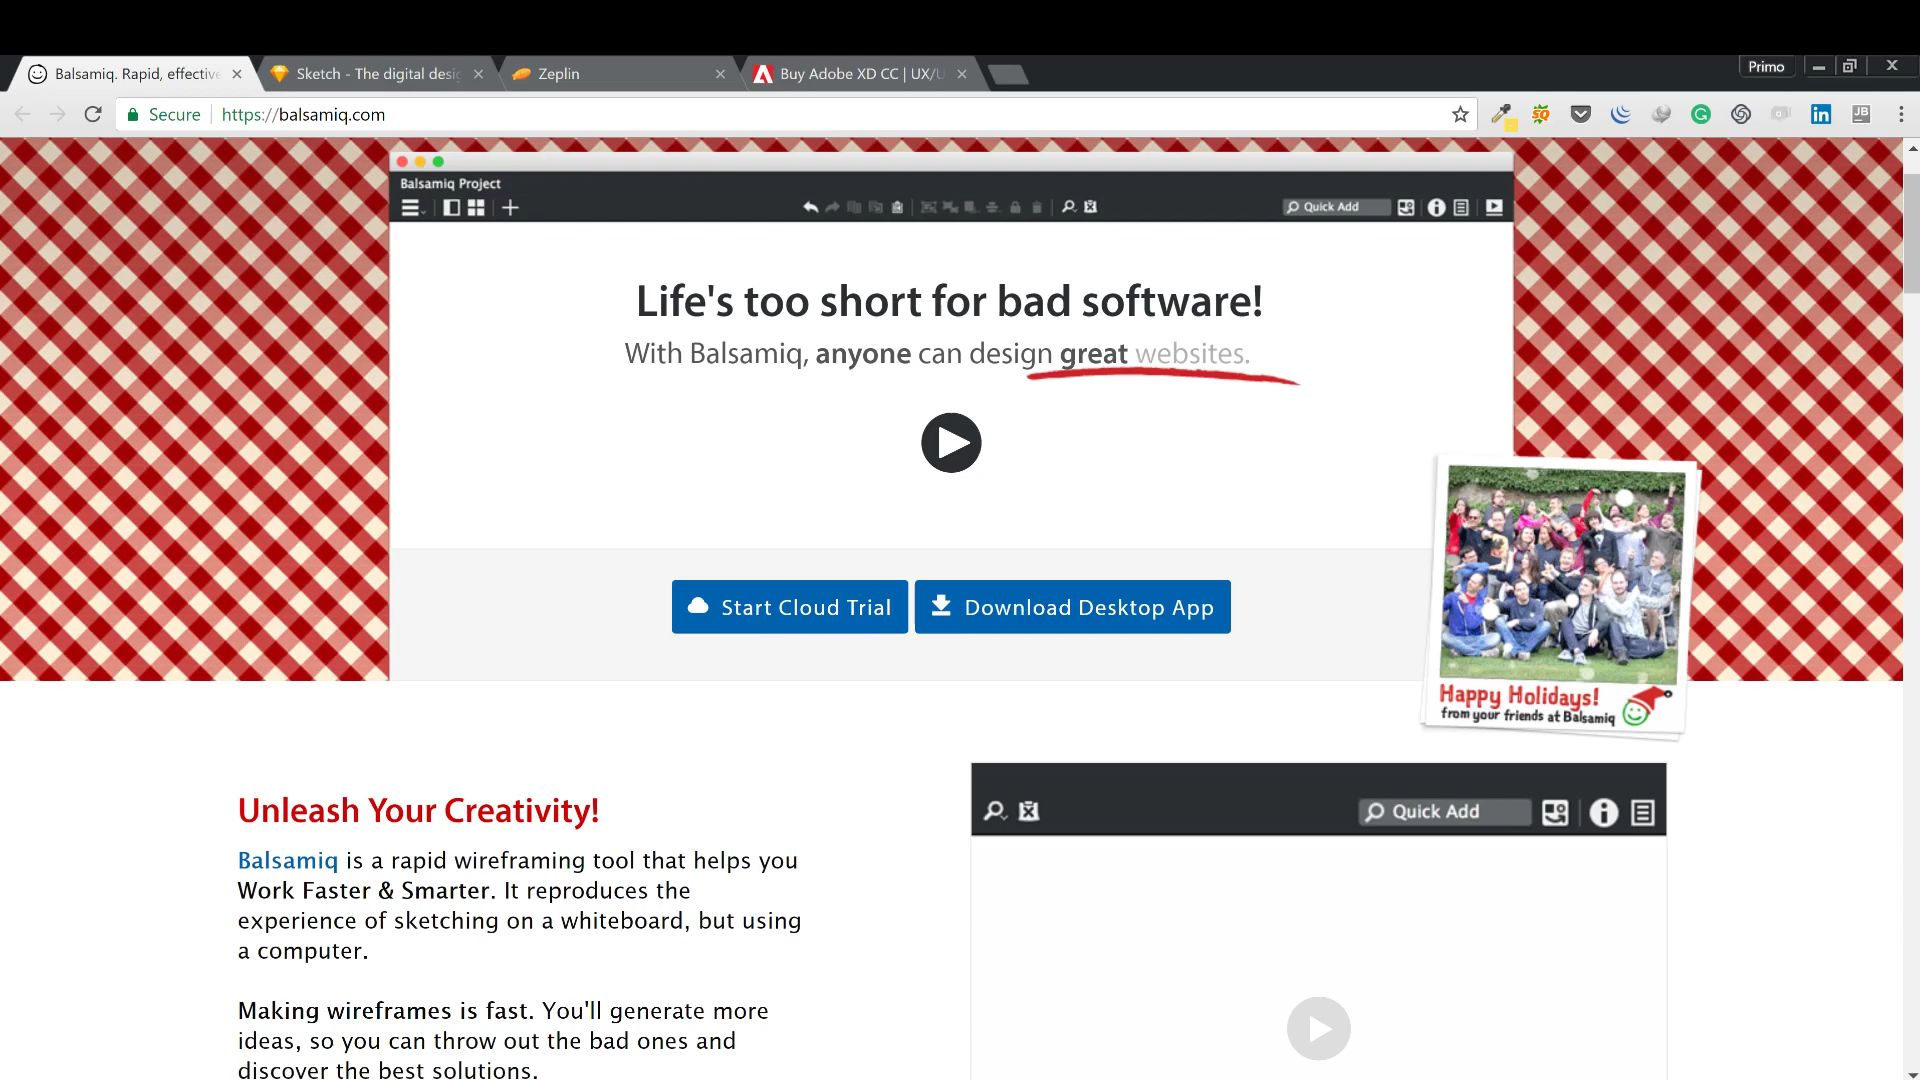 Primo
Balsamiq. Rapid, effective
Sketch - The digital desig
Zeplin
Buy Adobe XD CC | UX/U
Secure
https://balsamiq.com
SQ
G
in
JB
Balsamiq Project
Quick Add
Life's too short for bad software!
With Balsamiq, anyone can design great websites.
Start Cloud Trial
Download Desktop App
Happy Holidays!
from your friends at Balsamiq
Unleash Your Creativity!
Balsamiq is a rapid wireframing tool that helps you
Work Faster & Smarter. It reproduces the
experience of sketching on a whiteboard, but using
a computer.
Making wireframes is fast. You'll generate more
ideas, so you can throw out the bad ones and
discover the best solutions.
Quick Add